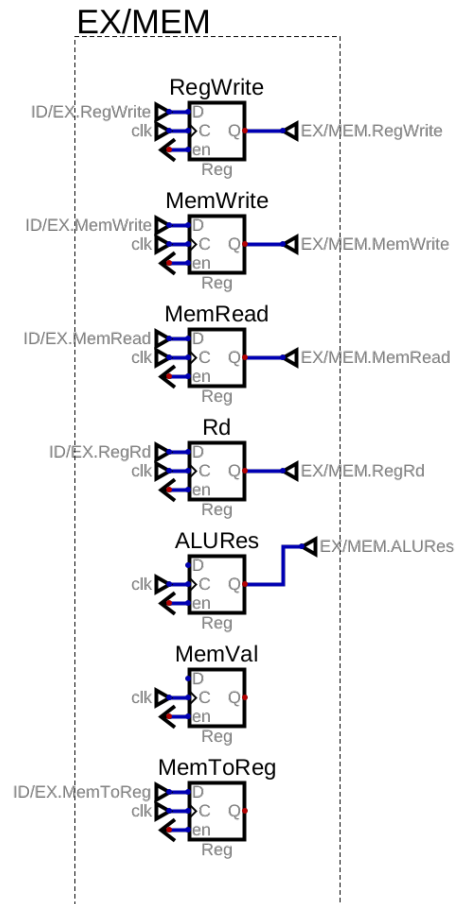 EX/MEM
RegWrite
ID/EX.RegWrite D
clk C Q EX/MEM.RegWrite
en
Reg
MemWrite
ID/EX.MemWrite D
clk C Q EX/MEM.MemWrite
en
Reg
MemRead
ID/EX.MemRead D
clk C Q EX/MEM.MemRead
en
Reg
Rd
ID/EX.RegRd D
clk C Q EX/MEM.RegRd
en
Reg
ALURes
D EX/MEM.ALURes
clk C Q
en
Reg
MemVal
D
clk C Q
en
Reg
MemToReg
ID/EX.MemToReg D
clk C Q
en
Reg